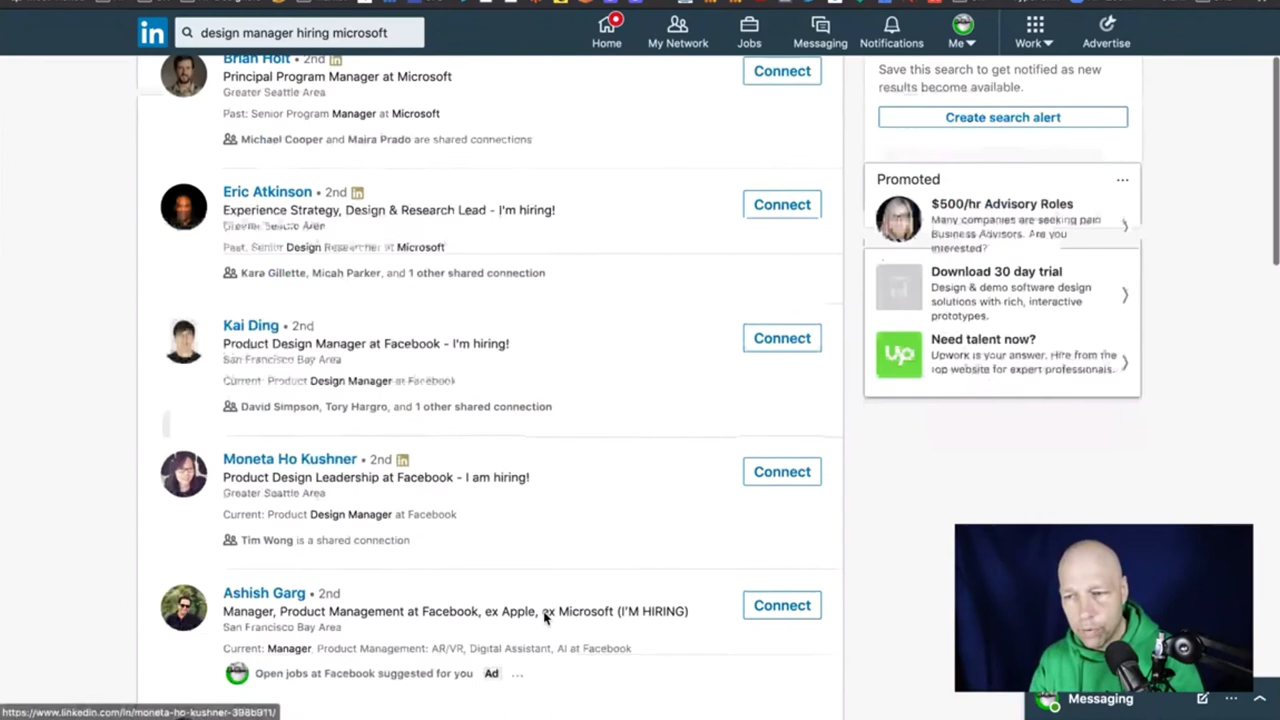 in
design manager hiring microsoft
Home
My Network
Jobs
Messaging
Notifications
Me
Work
Advertise
Brian Holt • 2nd in
Principal Program Manager at Microsoft
Greater Seattle Area
Past: Senior Program Manager at Microsoft
Michael Cooper and Maira Prado are shared connections
Connect
Eric Atkinson • 2nd in
Experience Strategy, Design & Research Lead - I'm hiring!
Past: Senior Design Researcher at Microsoft
Kara Gillette, Micah Parker, and 1 other shared connection
Connect
Kai Ding • 2nd
Product Design Manager at Facebook - I'm hiring!
San Francisco Bay Area
Current: Product Design Manager at Facebook
David Simpson, Tory Hargro, and 1 other shared connection
Connect
Moneta Ho Kushner • 2nd in
Product Design Leadership at Facebook - I am hiring!
Greater Seattle Area
Current: Product Design Manager at Facebook
Tim Wong is a shared connection
Connect
Ashish Garg • 2nd
Manager, Product Management at Facebook, ex Apple, ex Microsoft (I'M HIRING)
San Francisco Bay Area
Current: Manager, Product Management: AR/VR, Digital Assistant, AI at Facebook
Connect
Open jobs at Facebook suggested for you Ad ...
Save this search to get notified as new
results become available.
Create search alert
Promoted ...
$500/hr Advisory Roles
Many companies are seeking
Business Advisors. Are you
interested?
Download 30 day trial
Design & demo software design
solutions with rich, interactive
prototypes.
Up
Need talent now?
Upwork is your answer. Hire from the
top website for expert professionals.
https://www.linkedin.com/in/moneta-ho-kushner-398b911/
Messaging